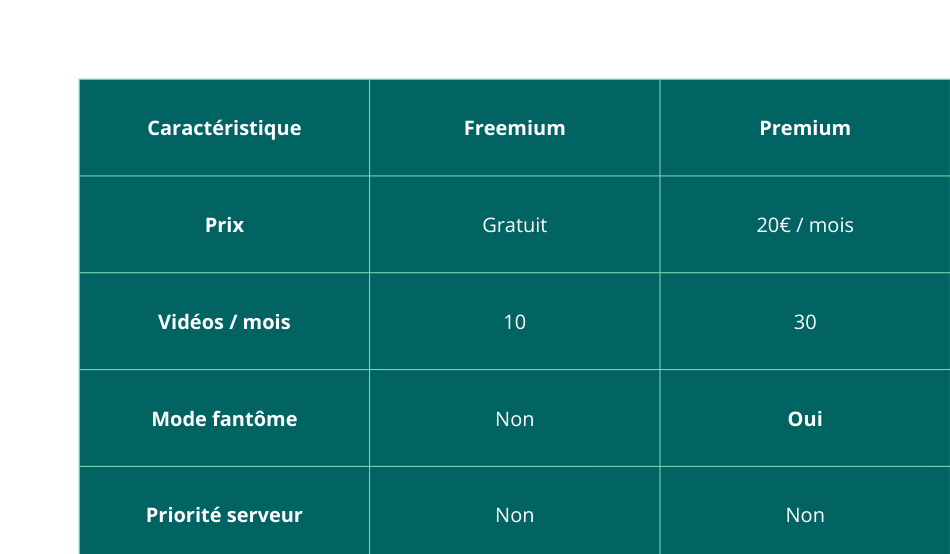 Caractéristique Freemium Premium
Prix Gratuit 20€ / mois
Vidéos / mois 10 30
Mode fantôme Non Oui
Priorité serveur Non Non